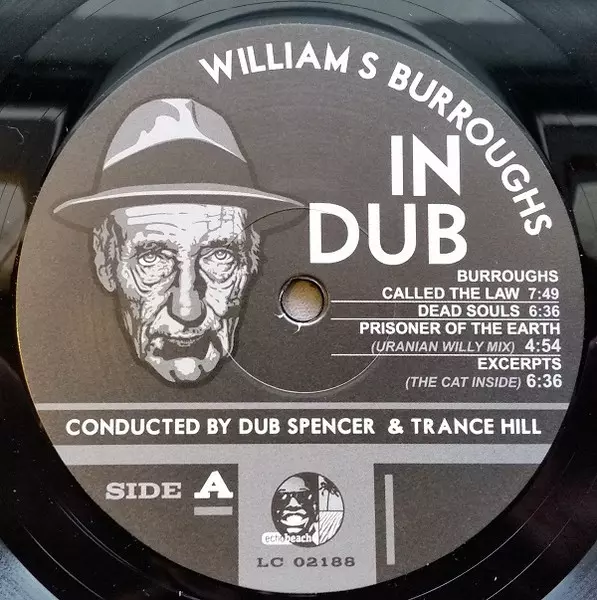 WILLIAM S BURROUGHS
IN
DUB
BURROUGHS
CALLED THE LAW 7:49
DEAD SOULS 6:36
PRISONER OF THE EARTH
(URANIAN WILLY MIX) 4:54
EXCERPTS
(THE CAT INSIDE) 6:36
CONDUCTED BY DUB SPENCER & TRANCE HILL
SIDE A
echobeach
LC 02188